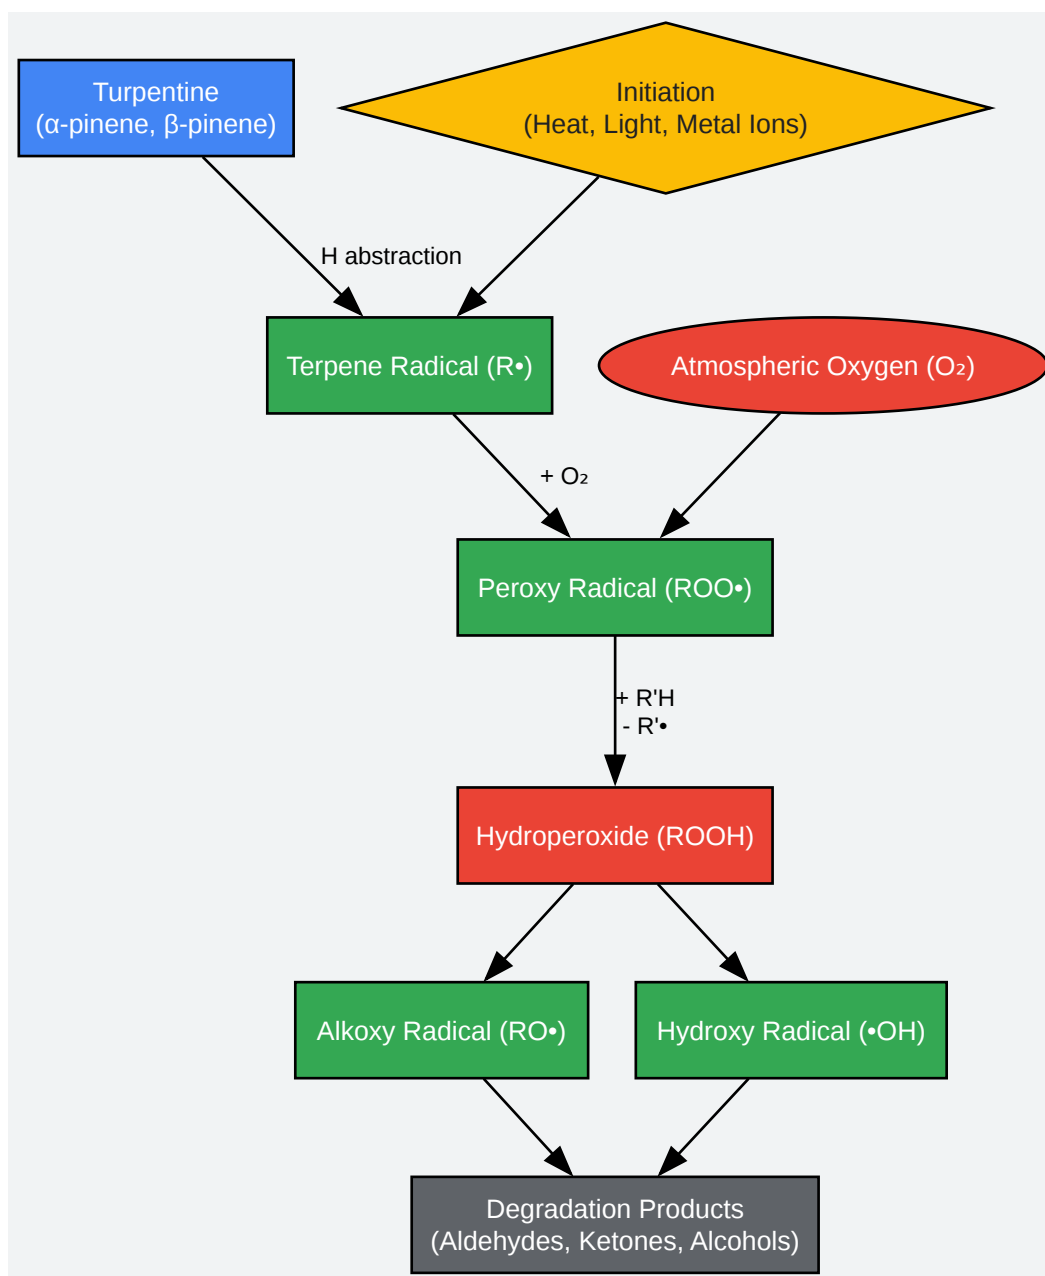 Turpentine
(α-pinene, β-pinene)
Initiation
(Heat, Light, Metal Ions)
H abstraction
Terpene Radical (R•)
Atmospheric Oxygen (O₂)
+ O₂
Peroxy Radical (ROO•)
+ R'H
- R'•
Hydroperoxide (ROOH)
Alkoxy Radical (RO•)
Hydroxy Radical (•OH)
Degradation Products
(Aldehydes, Ketones, Alcohols)